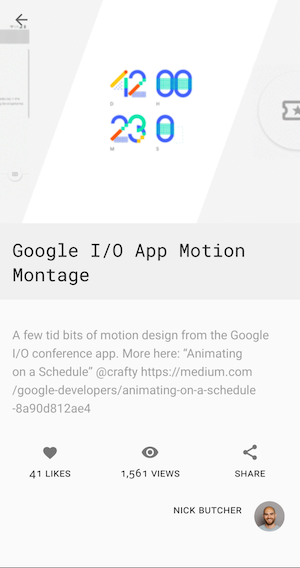 42 00
D H
23 0
M S
Google I/O App Motion
Montage
A few tid bits of motion design from the Google
I/O conference app. More here: “Animating
on a Schedule” @crafty https://medium.com
/google-developers/animating-on-a-schedule
-8a90d812ae4
41 LIKES
1,561 VIEWS
SHARE
NICK BUTCHER